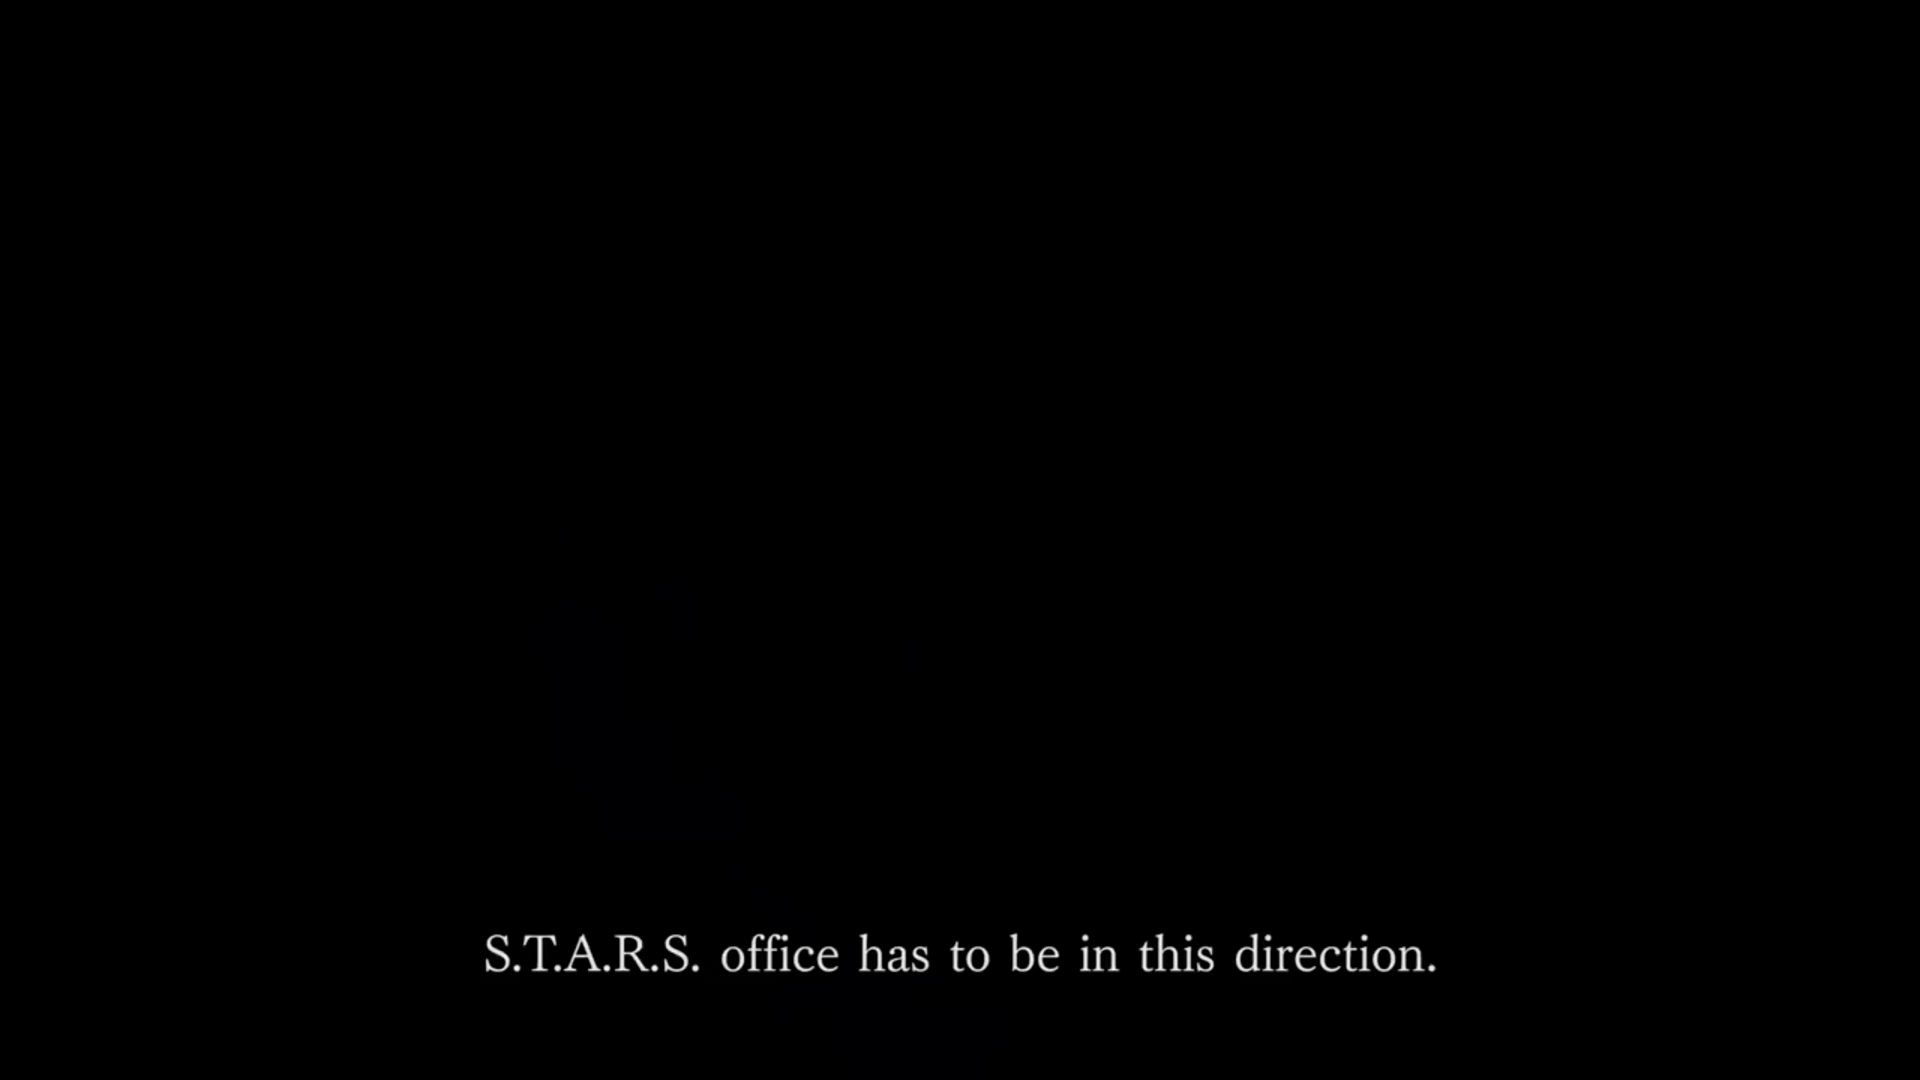 S.T.A.R.S. office has to be in this direction.